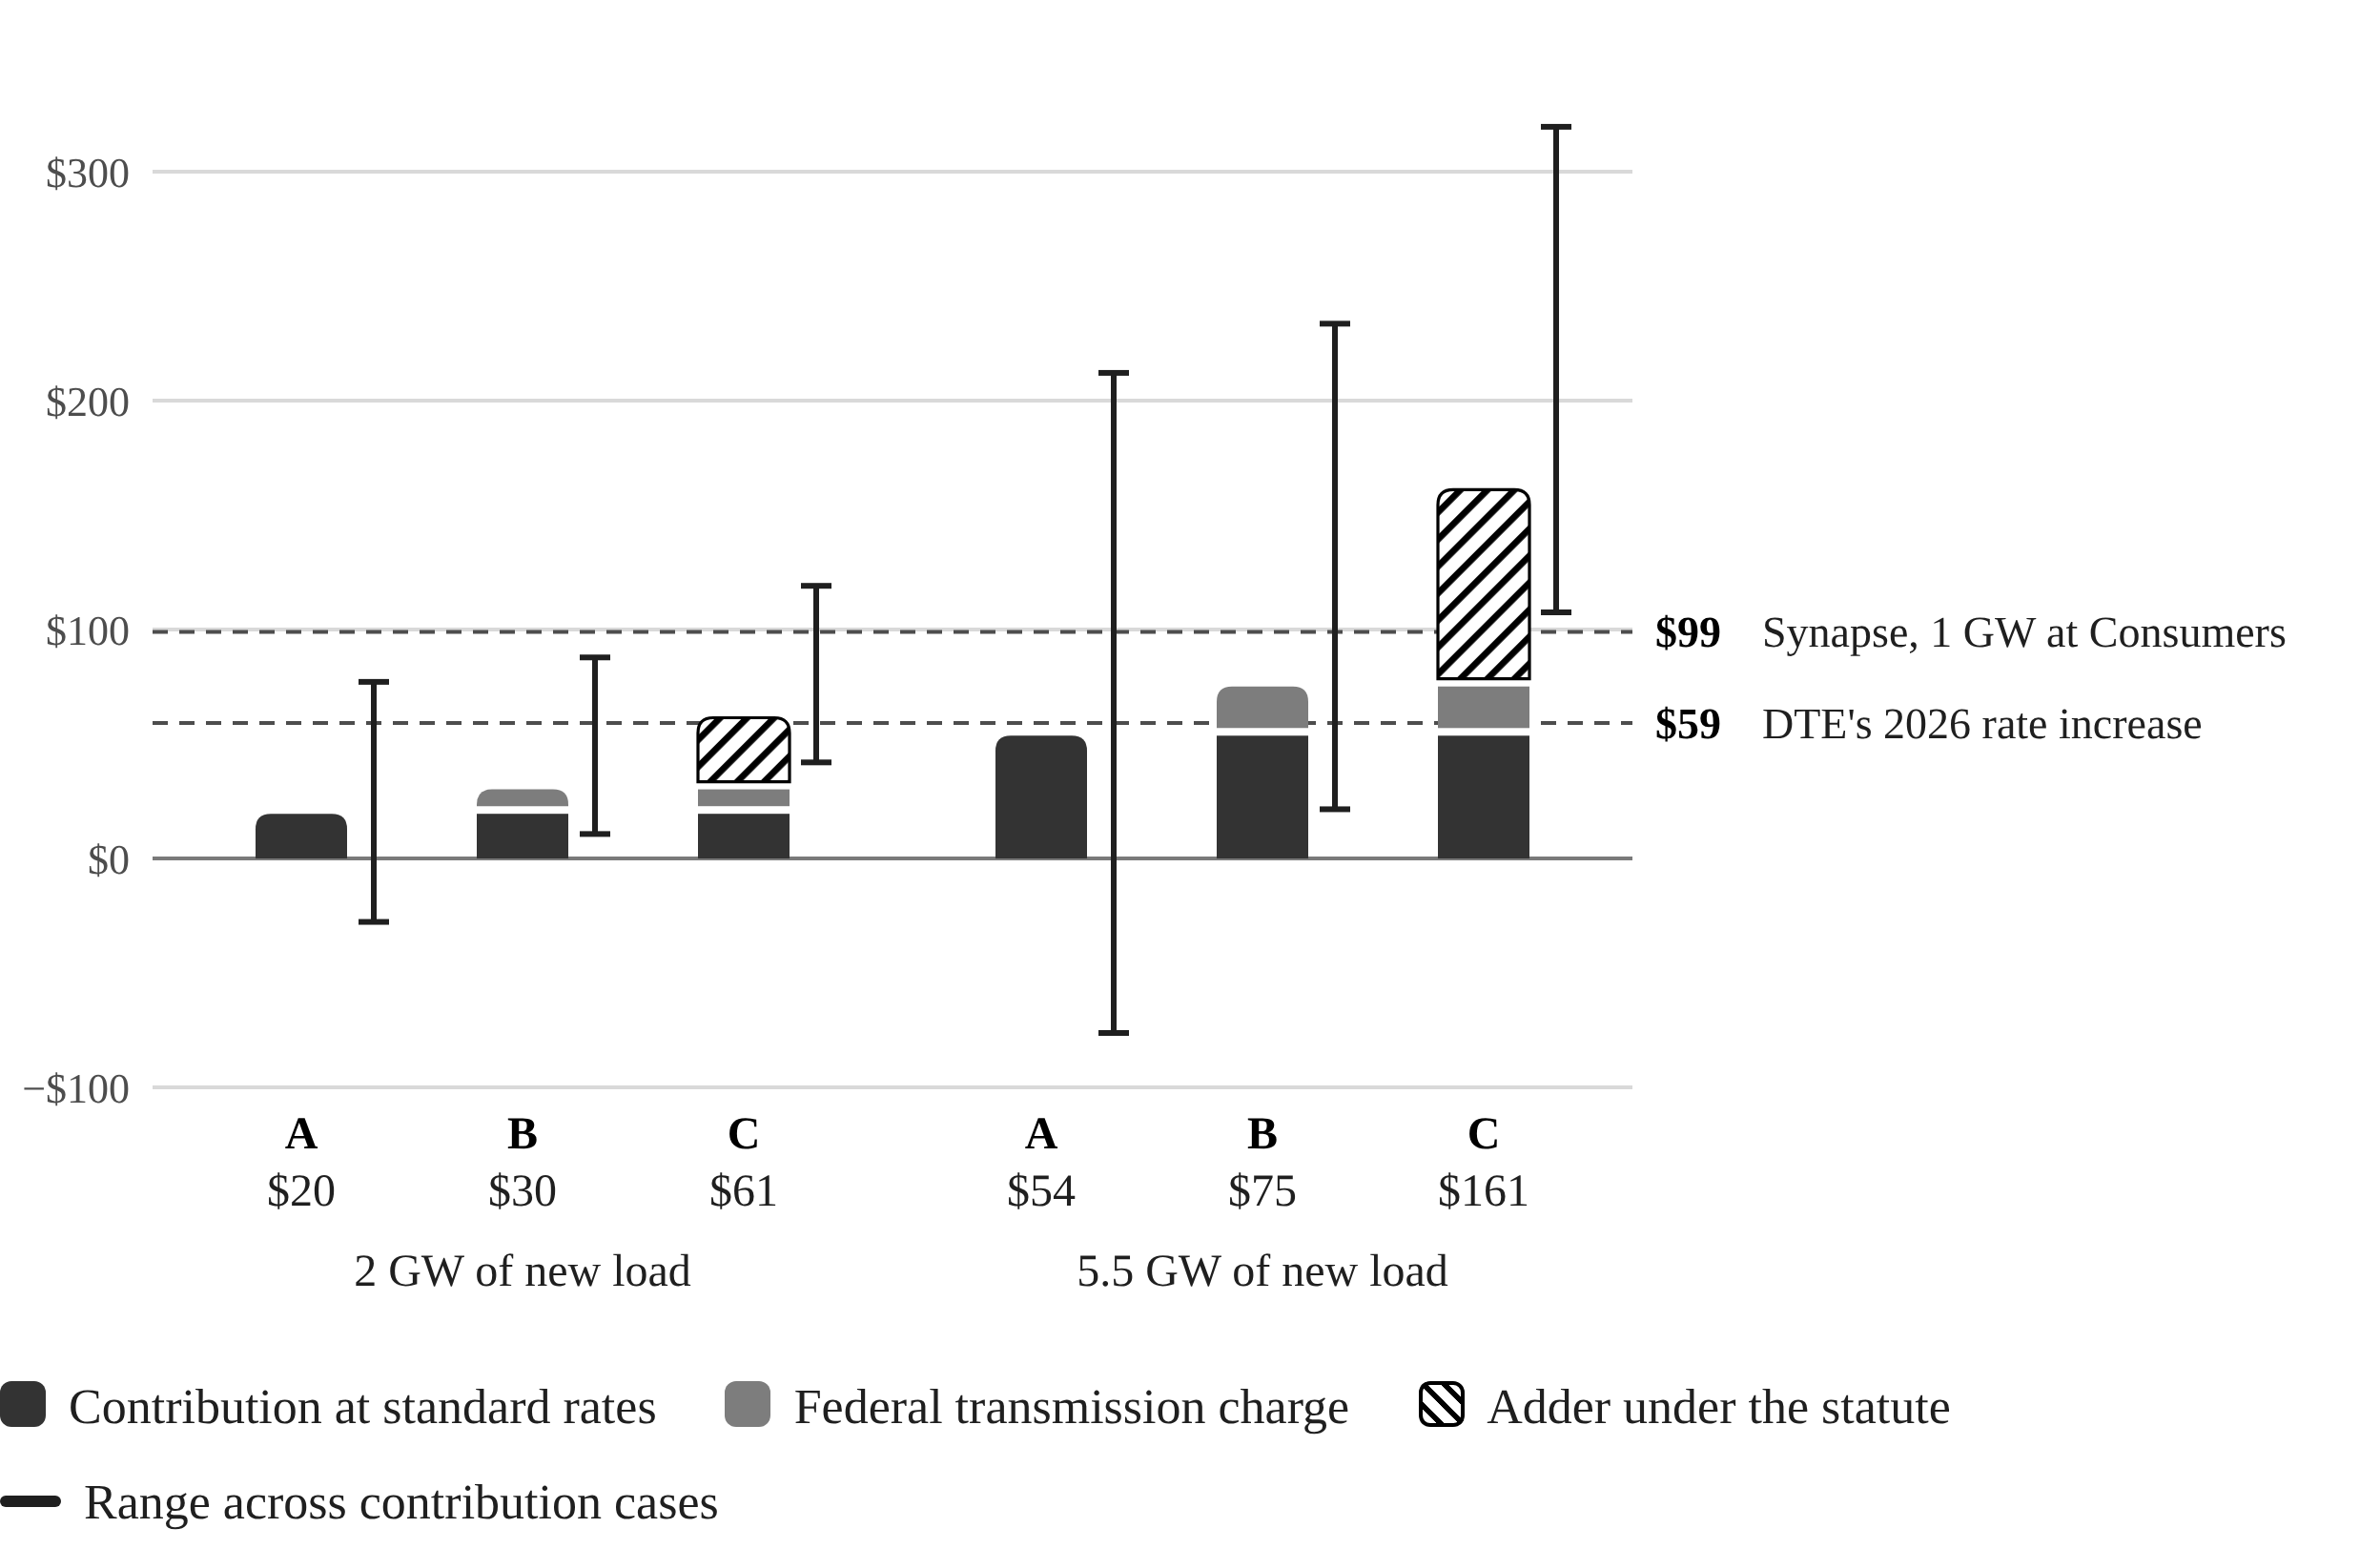 $300
$200
$100
$99 Synapse, 1 GW at Consumers
$59 DTE's 2026 rate increase
$0
−$100
A B C A B C
$20 $30 $61 $54 $75 $161
2 GW of new load 5.5 GW of new load
Contribution at standard rates Federal transmission charge Adder under the statute
Range across contribution cases